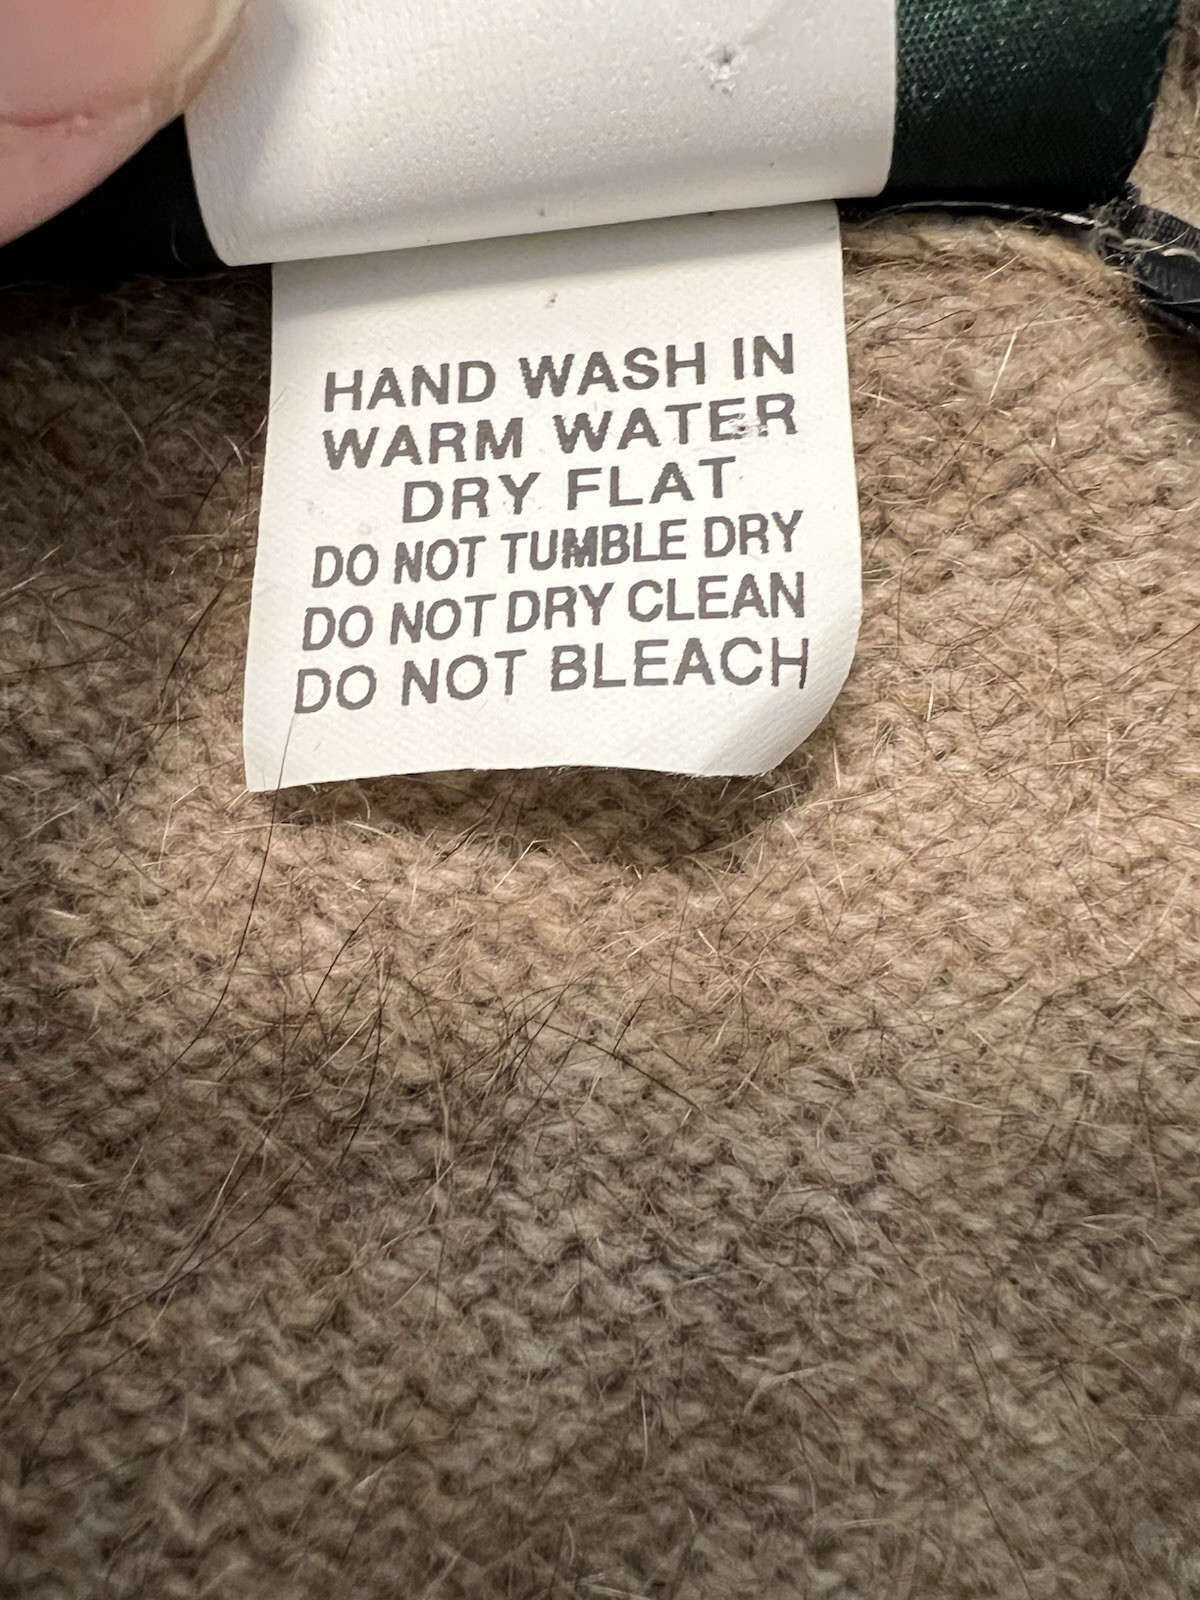 HAND WASH IN
WARM WATER
DRY FLAT
DO NOT TUMBLE DRY
DO NOT DRY CLEAN
DO NOT BLEACH